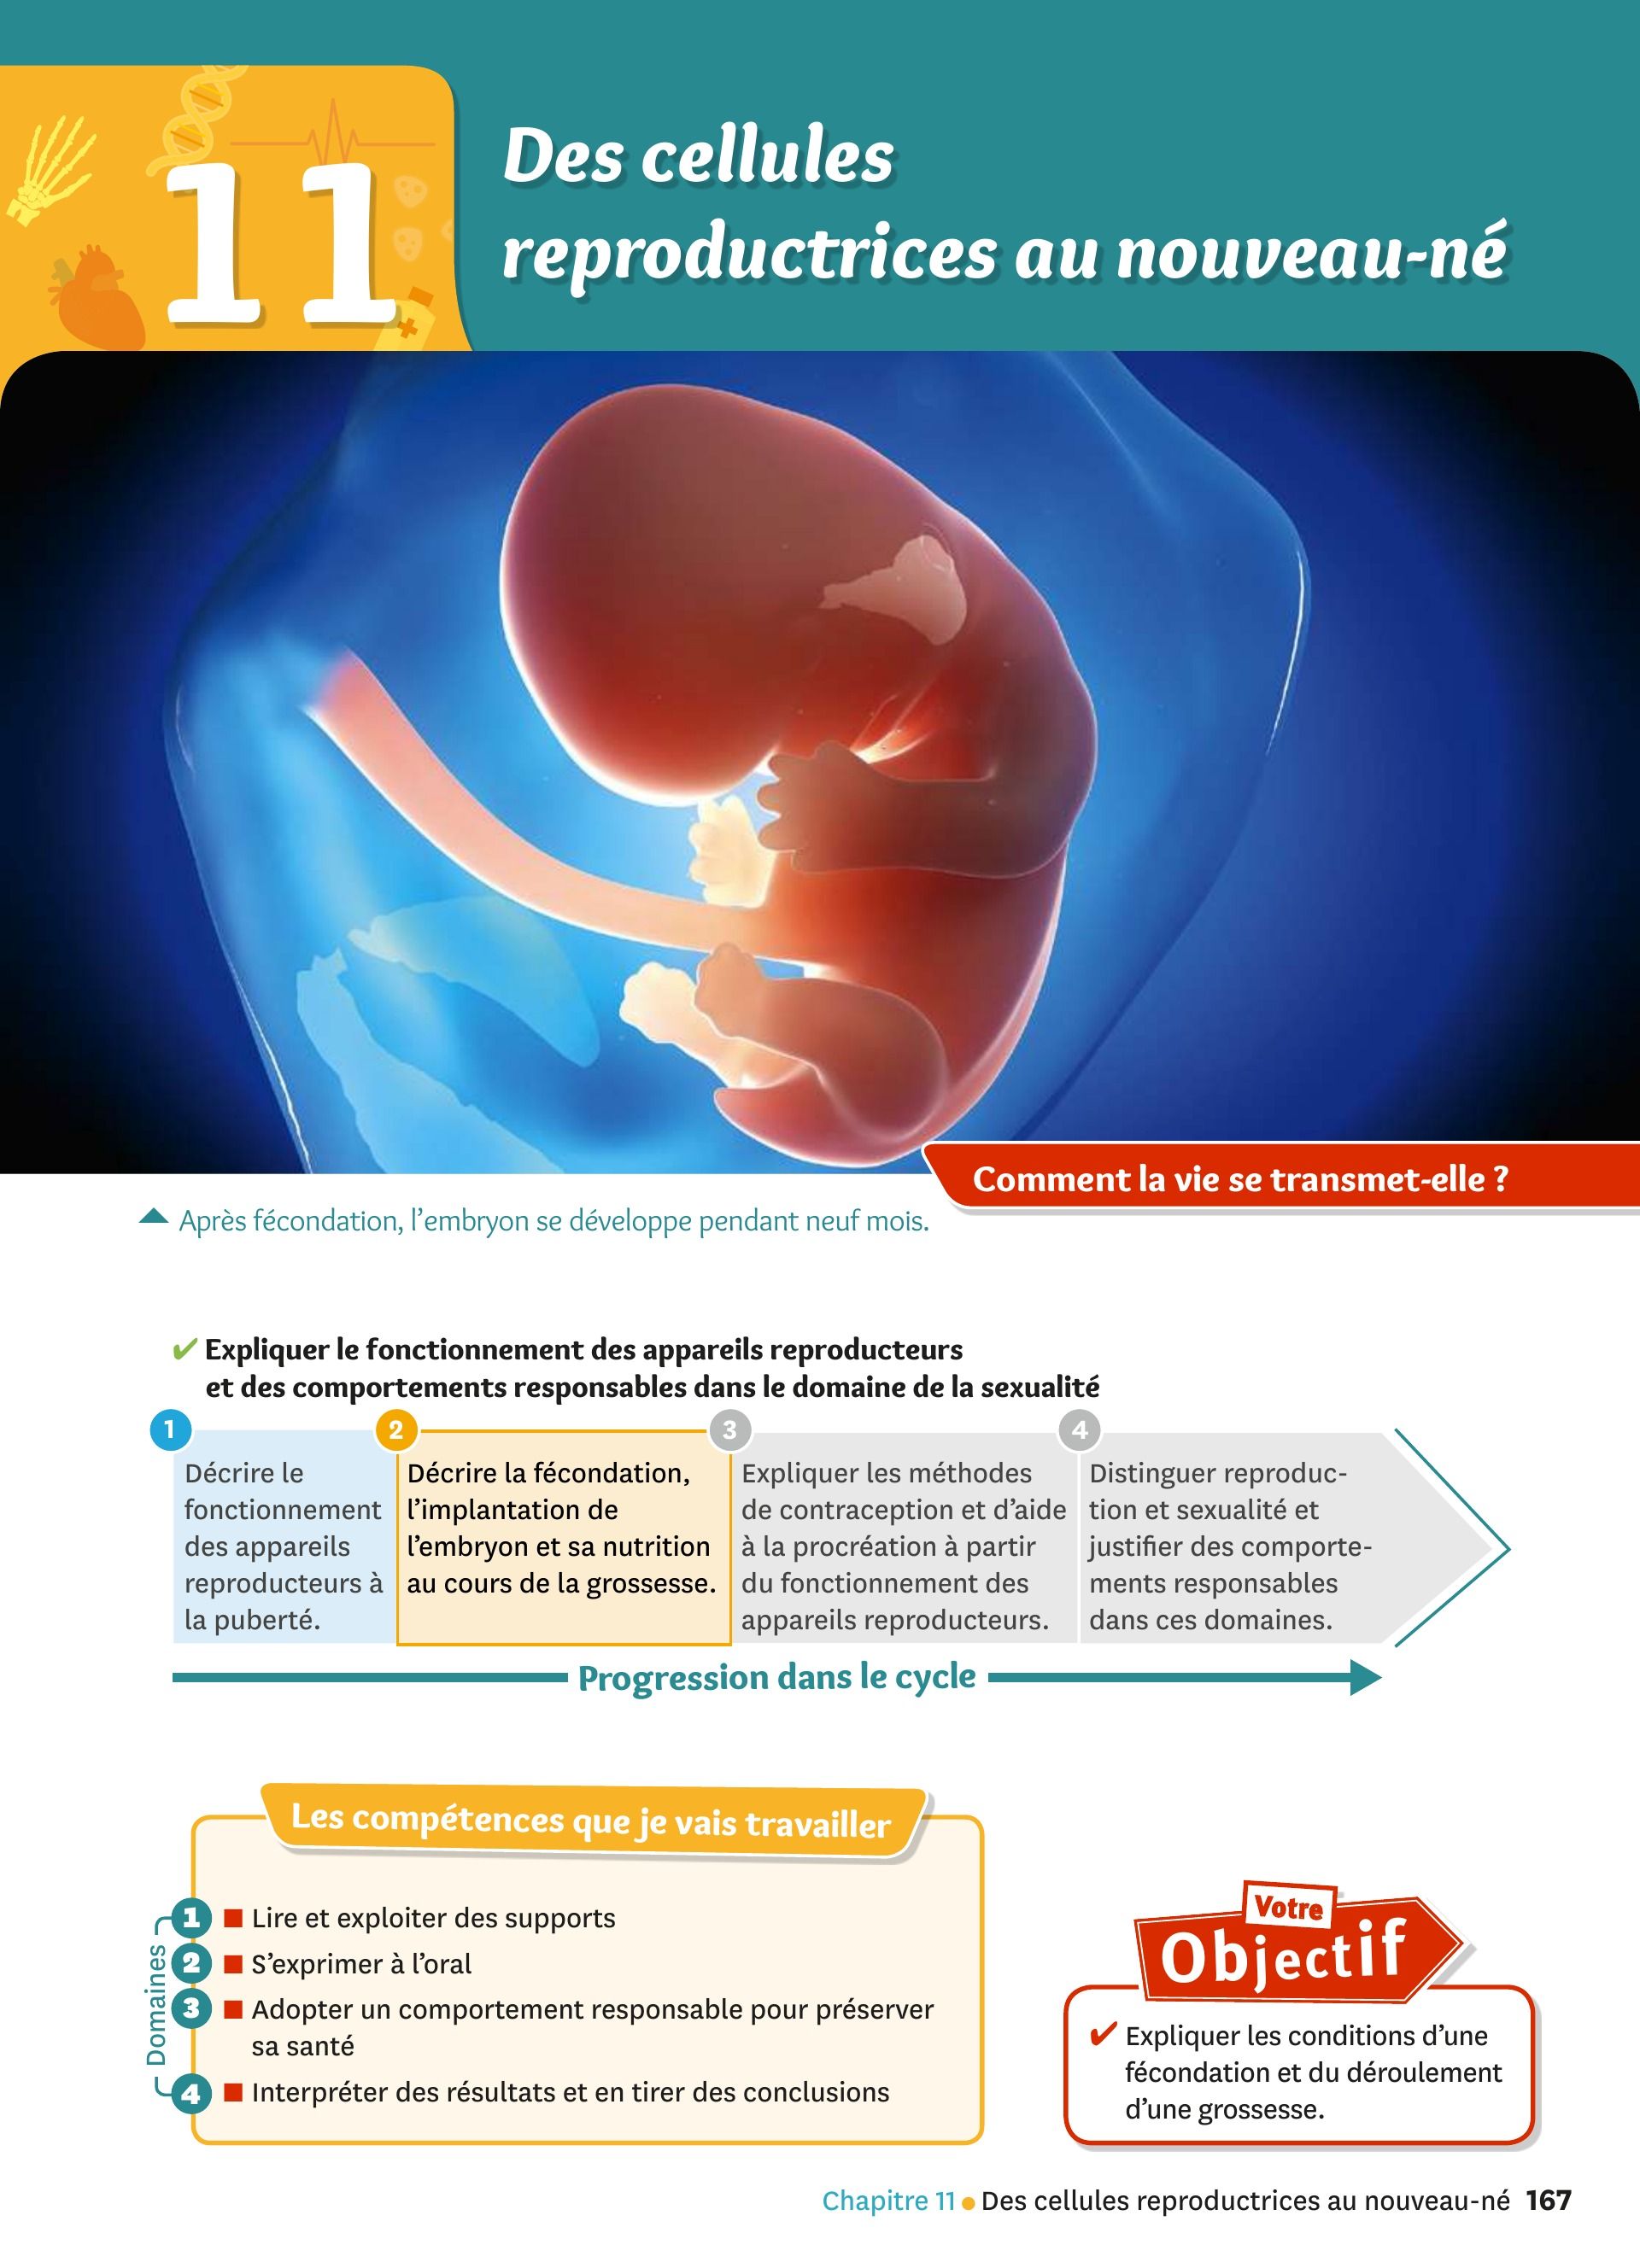 11
Des cellules
reproductrices au nouveau-né
Comment la vie se transmet-elle ?
Après fécondation, l’embryon se développe pendant neuf mois.
✔ Expliquer le fonctionnement des appareils reproducteurs
et des comportements responsables dans le domaine de la sexualité
1
Décrire le
fonctionnement
des appareils
reproducteurs à
la puberté.
2
Décrire la fécondation,
l’implantation de
l’embryon et sa nutrition
au cours de la grossesse.
3
Expliquer les méthodes
de contraception et d’aide
à la procréation à partir
du fonctionnement des
appareils reproducteurs.
4
Distinguer reproduc-
tion et sexualité et
justifier des comporte-
ments responsables
dans ces domaines.
Progression dans le cycle
Les compétences que je vais travailler
Domaines
1 ■ Lire et exploiter des supports
2 ■ S’exprimer à l’oral
3 ■ Adopter un comportement responsable pour préserver
sa santé
4 ■ Interpréter des résultats et en tirer des conclusions
Votre
Objectif
✔ Expliquer les conditions d’une
fécondation et du déroulement
d’une grossesse.
Chapitre 11 ● Des cellules reproductrices au nouveau-né 167